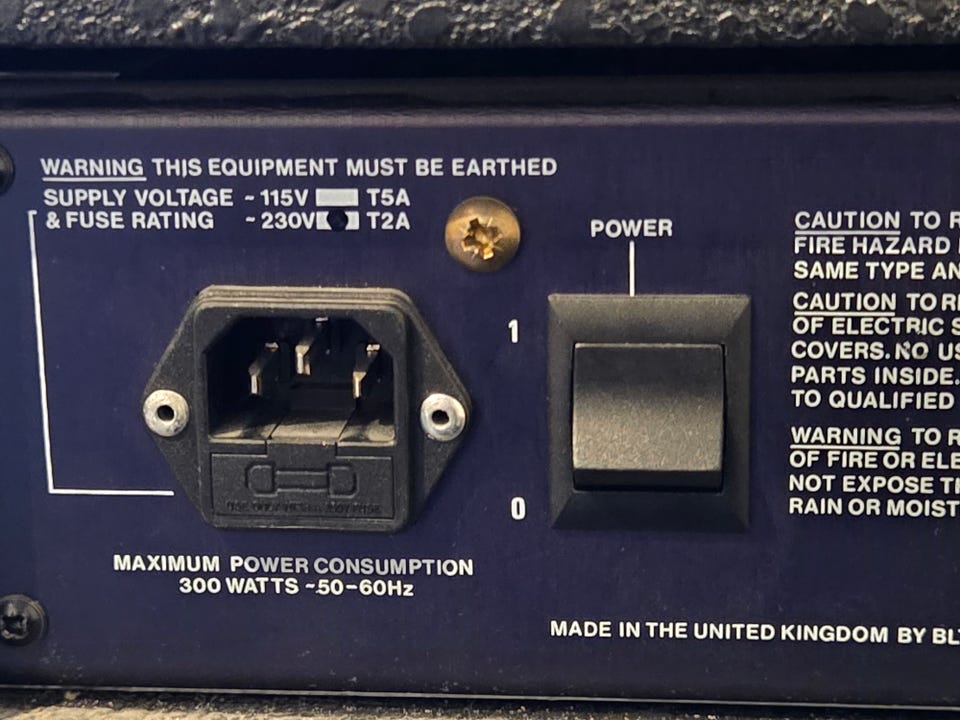 WARNING THIS EQUIPMENT MUST BE EARTHED
SUPPLY VOLTAGE ~ 115V T5A
& FUSE RATING ~ 230V T2A
POWER
1
0
MAXIMUM POWER CONSUMPTION
300 WATTS ~50-60Hz
CAUTION TO R
FIRE HAZARD
SAME TYPE AN
CAUTION TO R
OF ELECTRIC S
COVERS. NO US
PARTS INSIDE.
TO QUALIFIED
WARNING TO R
OF FIRE OR ELE
NOT EXPOSE TH
RAIN OR MOIST
MADE IN THE UNITED KINGDOM BY BL